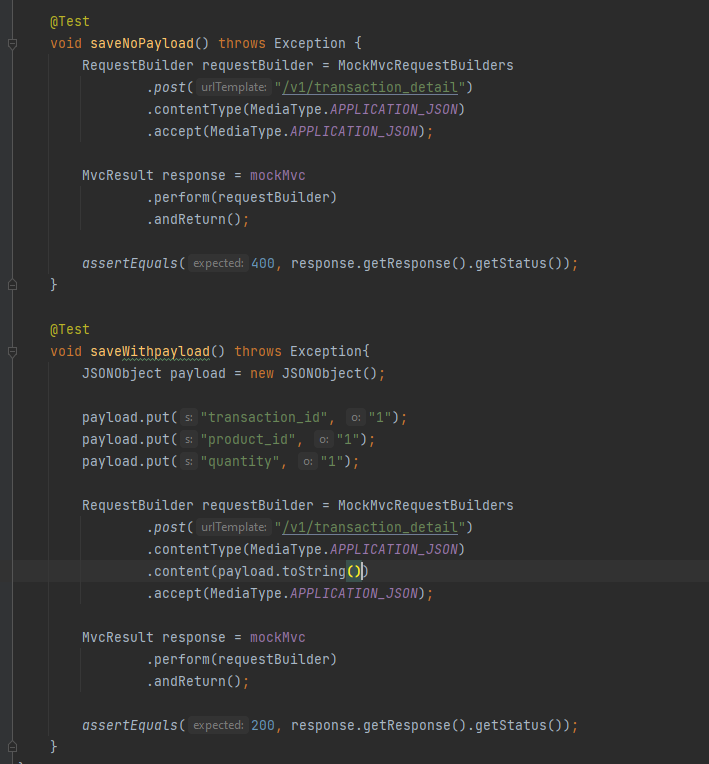 @Test
void saveNoPayload() throws Exception {
RequestBuilder requestBuilder = MockMvcRequestBuilders
.post( urlTemplate: "/v1/transaction_detail")
.contentType(MediaType.APPLICATION_JSON)
.accept(MediaType.APPLICATION_JSON);
MvcResult response = mockMvc
.perform(requestBuilder)
.andReturn();
assertEquals( expected: 400, response.getResponse().getStatus());
}
@Test
void saveWithpayload() throws Exception{
JSONObject payload = new JSONObject();
payload.put( s: "transaction_id", o: "1");
payload.put( s: "product_id", o: "1");
payload.put( s: "quantity", o: "1");
RequestBuilder requestBuilder = MockMvcRequestBuilders
.post( urlTemplate: "/v1/transaction_detail")
.contentType(MediaType.APPLICATION_JSON)
.content(payload.toString())
.accept(MediaType.APPLICATION_JSON);
MvcResult response = mockMvc
.perform(requestBuilder)
.andReturn();
assertEquals( expected: 200, response.getResponse().getStatus());
}